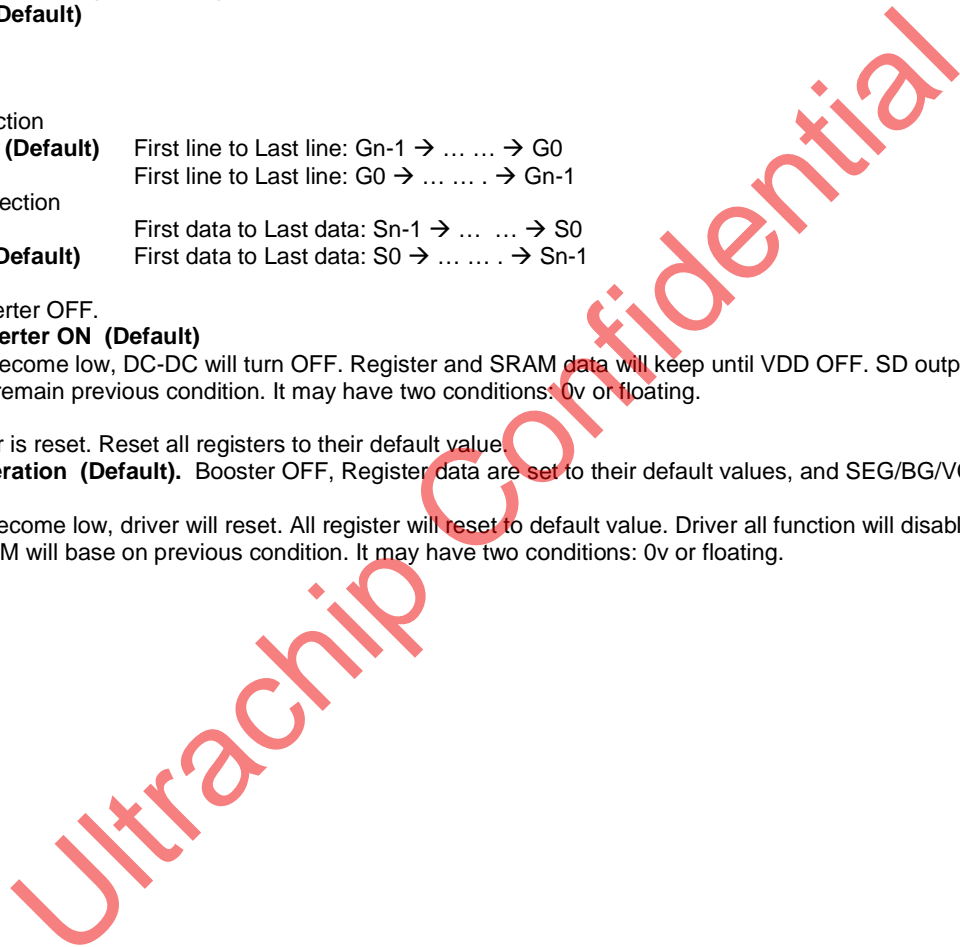 Default)
ction
(Default) First line to Last line: Gn-1 → … … → G0
First line to Last line: G0 → … … . → Gn-1
ection
First data to Last data: Sn-1 → … … → S0
Default) First data to Last data: S0 → … … . → Sn-1
erter OFF.
erter ON (Default)
ecome low, DC-DC will turn OFF. Register and SRAM data will keep until VDD OFF. SD outp
remain previous condition. It may have two conditions: 0v or floating.
r is reset. Reset all registers to their default value.
eration (Default). Booster OFF, Register data are set to their default values, and SEG/BG/VC
ecome low, driver will reset. All register will reset to default value. Driver all function will disabl
M will base on previous condition. It may have two conditions: 0v or floating.
Ultrachip Confidential